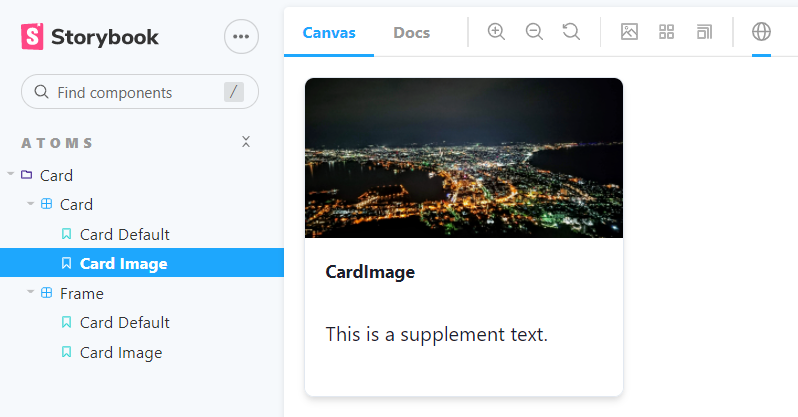 Storybook
Find components /
ATOMS
Card
Card
Card Default
Card Image
Frame
Card Default
Card Image
Canvas Docs
CardImage
This is a supplement text.